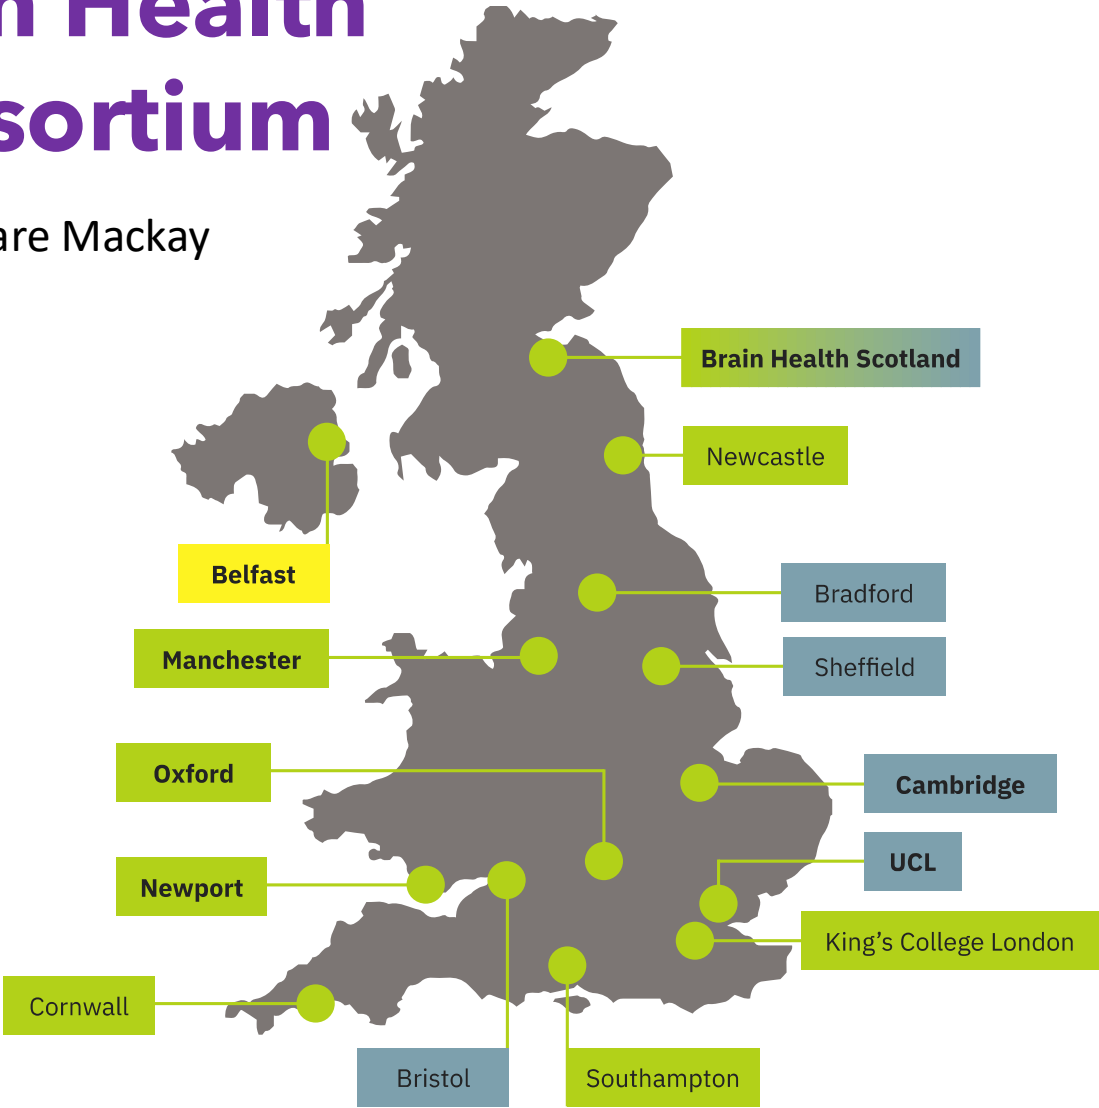 n Health
sortium
are Mackay
Brain Health Scotland
Newcastle
Belfast
Bradford
Manchester
Sheffield
Oxford
Cambridge
UCL
Newport
King's College London
Cornwall
Bristol
Southampton